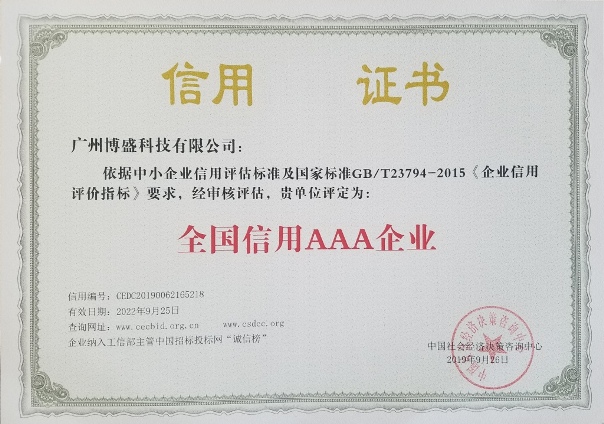 信用 证书
广州博盛科技有限公司：
依据中小企业信用评估标准及国家标准GB/T23794-2015《企业信用
评价指标》要求，经审核评估，贵单位评定为：
全国信用AAA企业
信用编号：CEDC20190062165218
有效日期：2022年9月25日
查询网址：www.cecbid.org.cn www.csdcc.org
企业纳入工信部主管中国招标投标网“诚信榜”
中国社会经济决策咨询中心
2019年9月26日